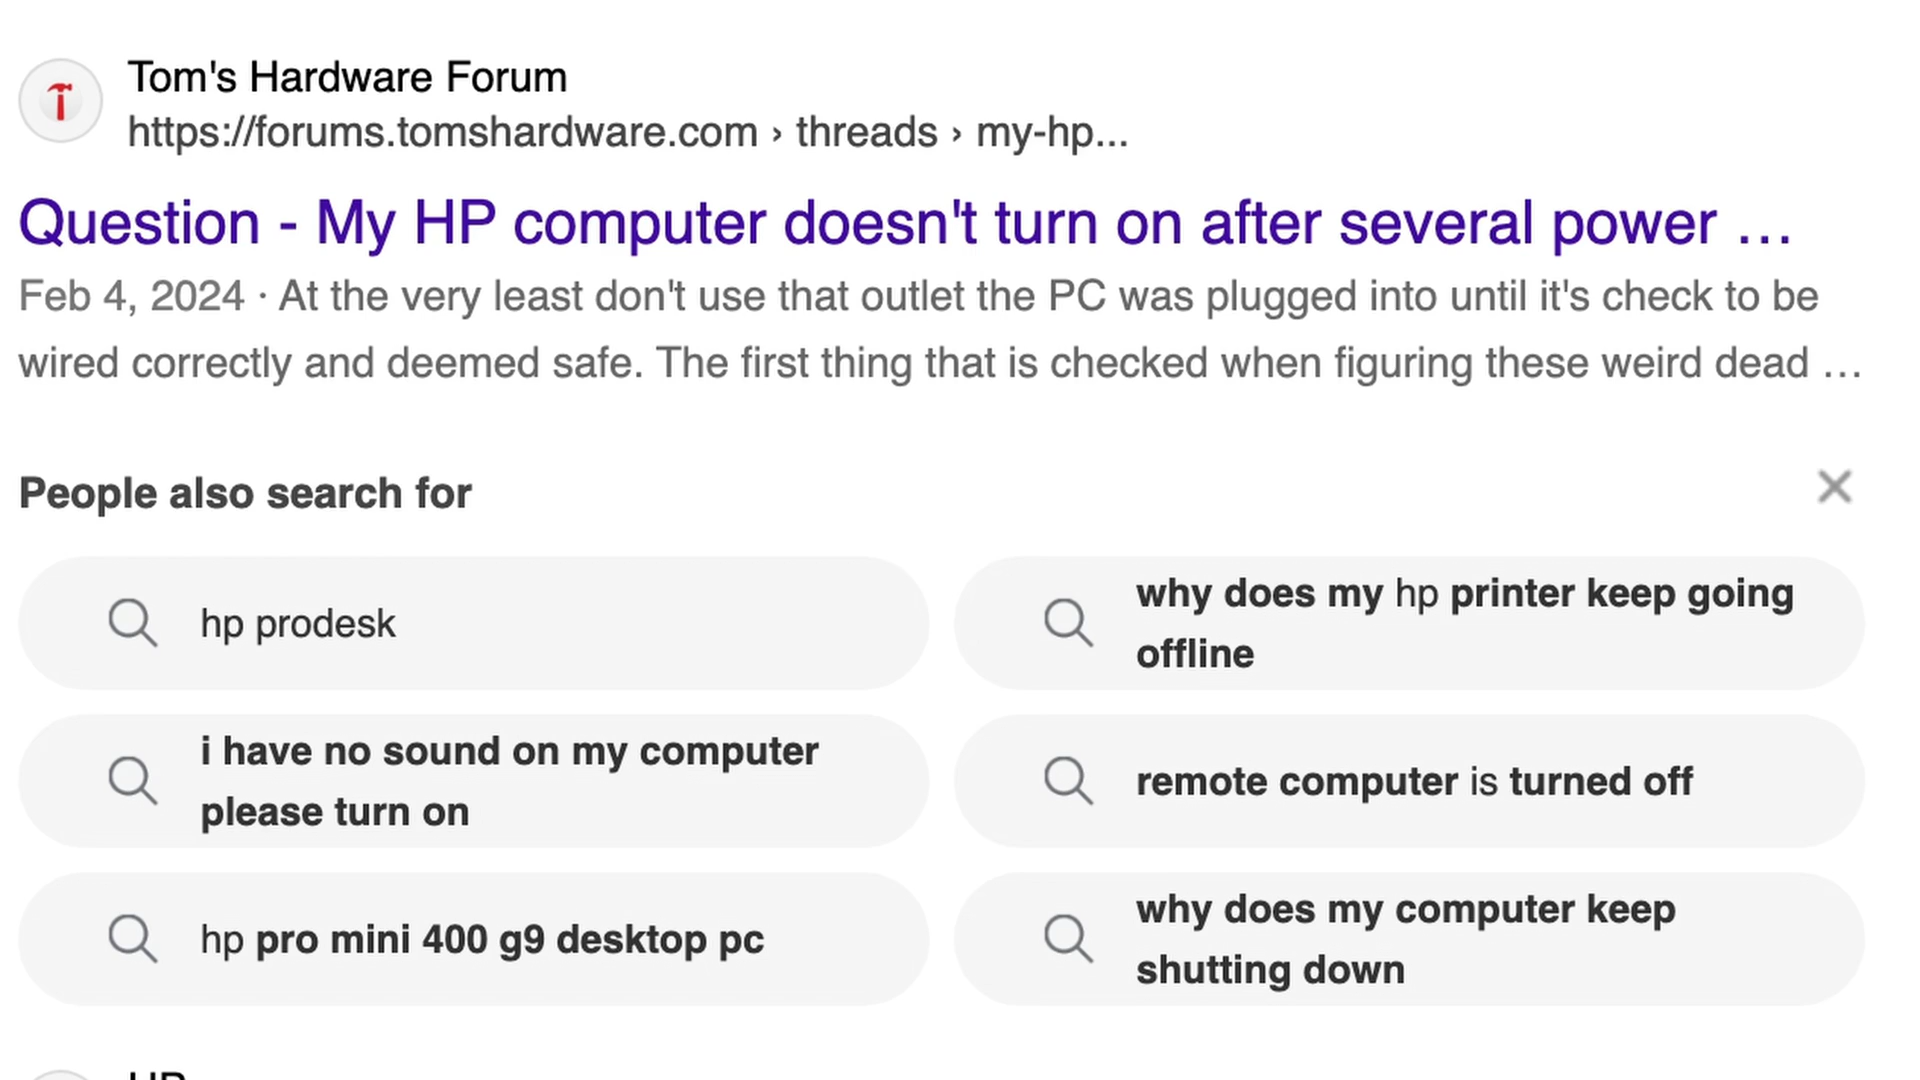 Tom's Hardware Forum
https://forums.tomshardware.com › threads › my-hp...
Question - My HP computer doesn't turn on after several power …
Feb 4, 2024 · At the very least don't use that outlet the PC was plugged into until it's check to be
wired correctly and deemed safe. The first thing that is checked when figuring these weird dead …
People also search for
hp prodesk
why does my hp printer keep going
offline
i have no sound on my computer
please turn on
remote computer is turned off
hp pro mini 400 g9 desktop pc
why does my computer keep
shutting down
HP